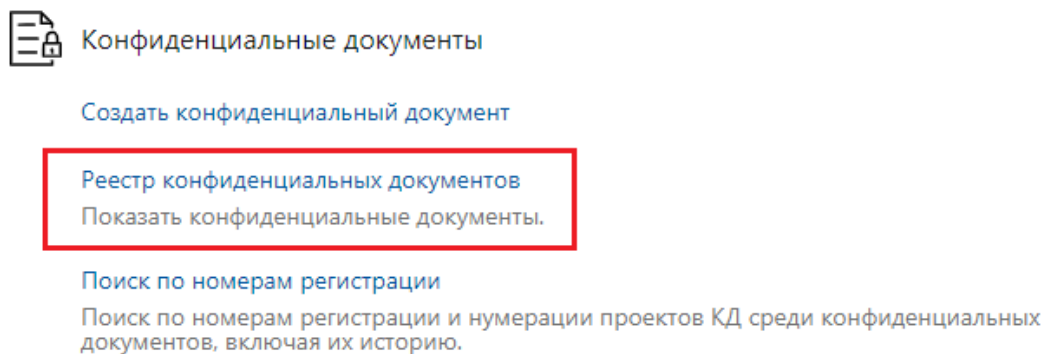 Конфиденциальные документы
Создать конфиденциальный документ
Реестр конфиденциальных документов
Показать конфиденциальные документы.
Поиск по номерам регистрации
Поиск по номерам регистрации и нумерации проектов КД среди конфиденциальных
документов, включая их историю.